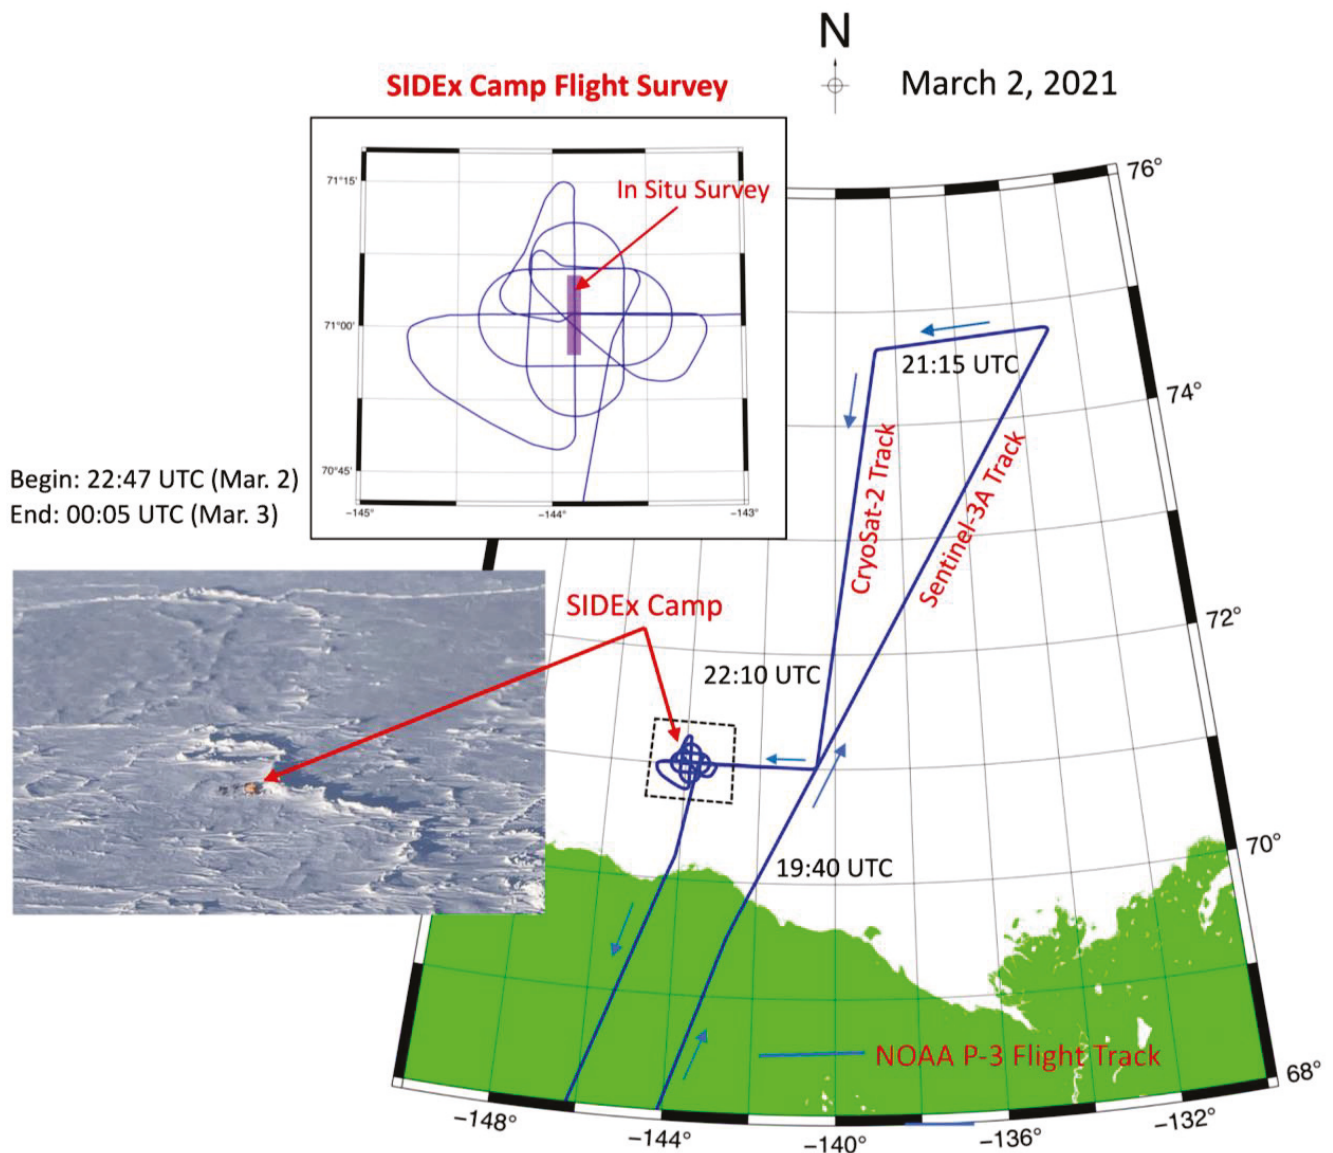 N
March 2, 2021
SIDEx Camp Flight Survey
In Situ Survey
71°15'
71°00'
70°45'
−145°
−144°
−143°
Begin: 22:47 UTC (Mar. 2)
End: 00:05 UTC (Mar. 3)
76°
74°
72°
70°
68°
21:15 UTC
CryoSat-2 Track
Sentinel-3A Track
SIDEx Camp
22:10 UTC
19:40 UTC
NOAA P-3 Flight Track
−148°
−144°
−140°
−136°
−132°